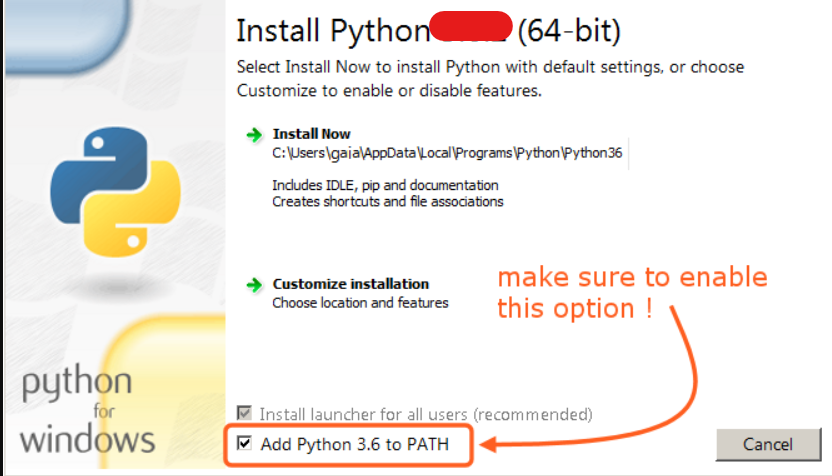 Install Python (64-bit)
Select Install Now to install Python with default settings, or choose
Customize to enable or disable features.
Install Now
C:\Users\gaja\AppData\Local\Programs\Python\Python36
Includes IDLE, pip and documentation
Creates shortcuts and file associations
Customize installation
Choose location and features
make sure to enable
this option !
python
for
windows
Install launcher for all users (recommended)
Add Python 3.6 to PATH
Cancel